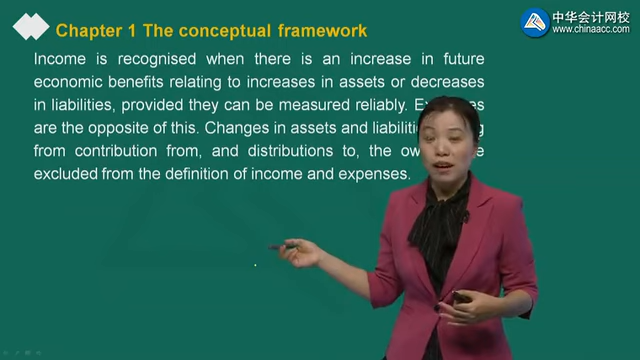 中华会计网校
www.chinaacc.com
Chapter 1 The conceptual framework
Income is recognised when there is an increase in future
economic benefits relating to increases in assets or decreases
in liabilities, provided they can be measured reliably.
are the opposite of this. Changes in assets and
from contribution from, and distributions to, the
excluded from the definition of income and expenses.